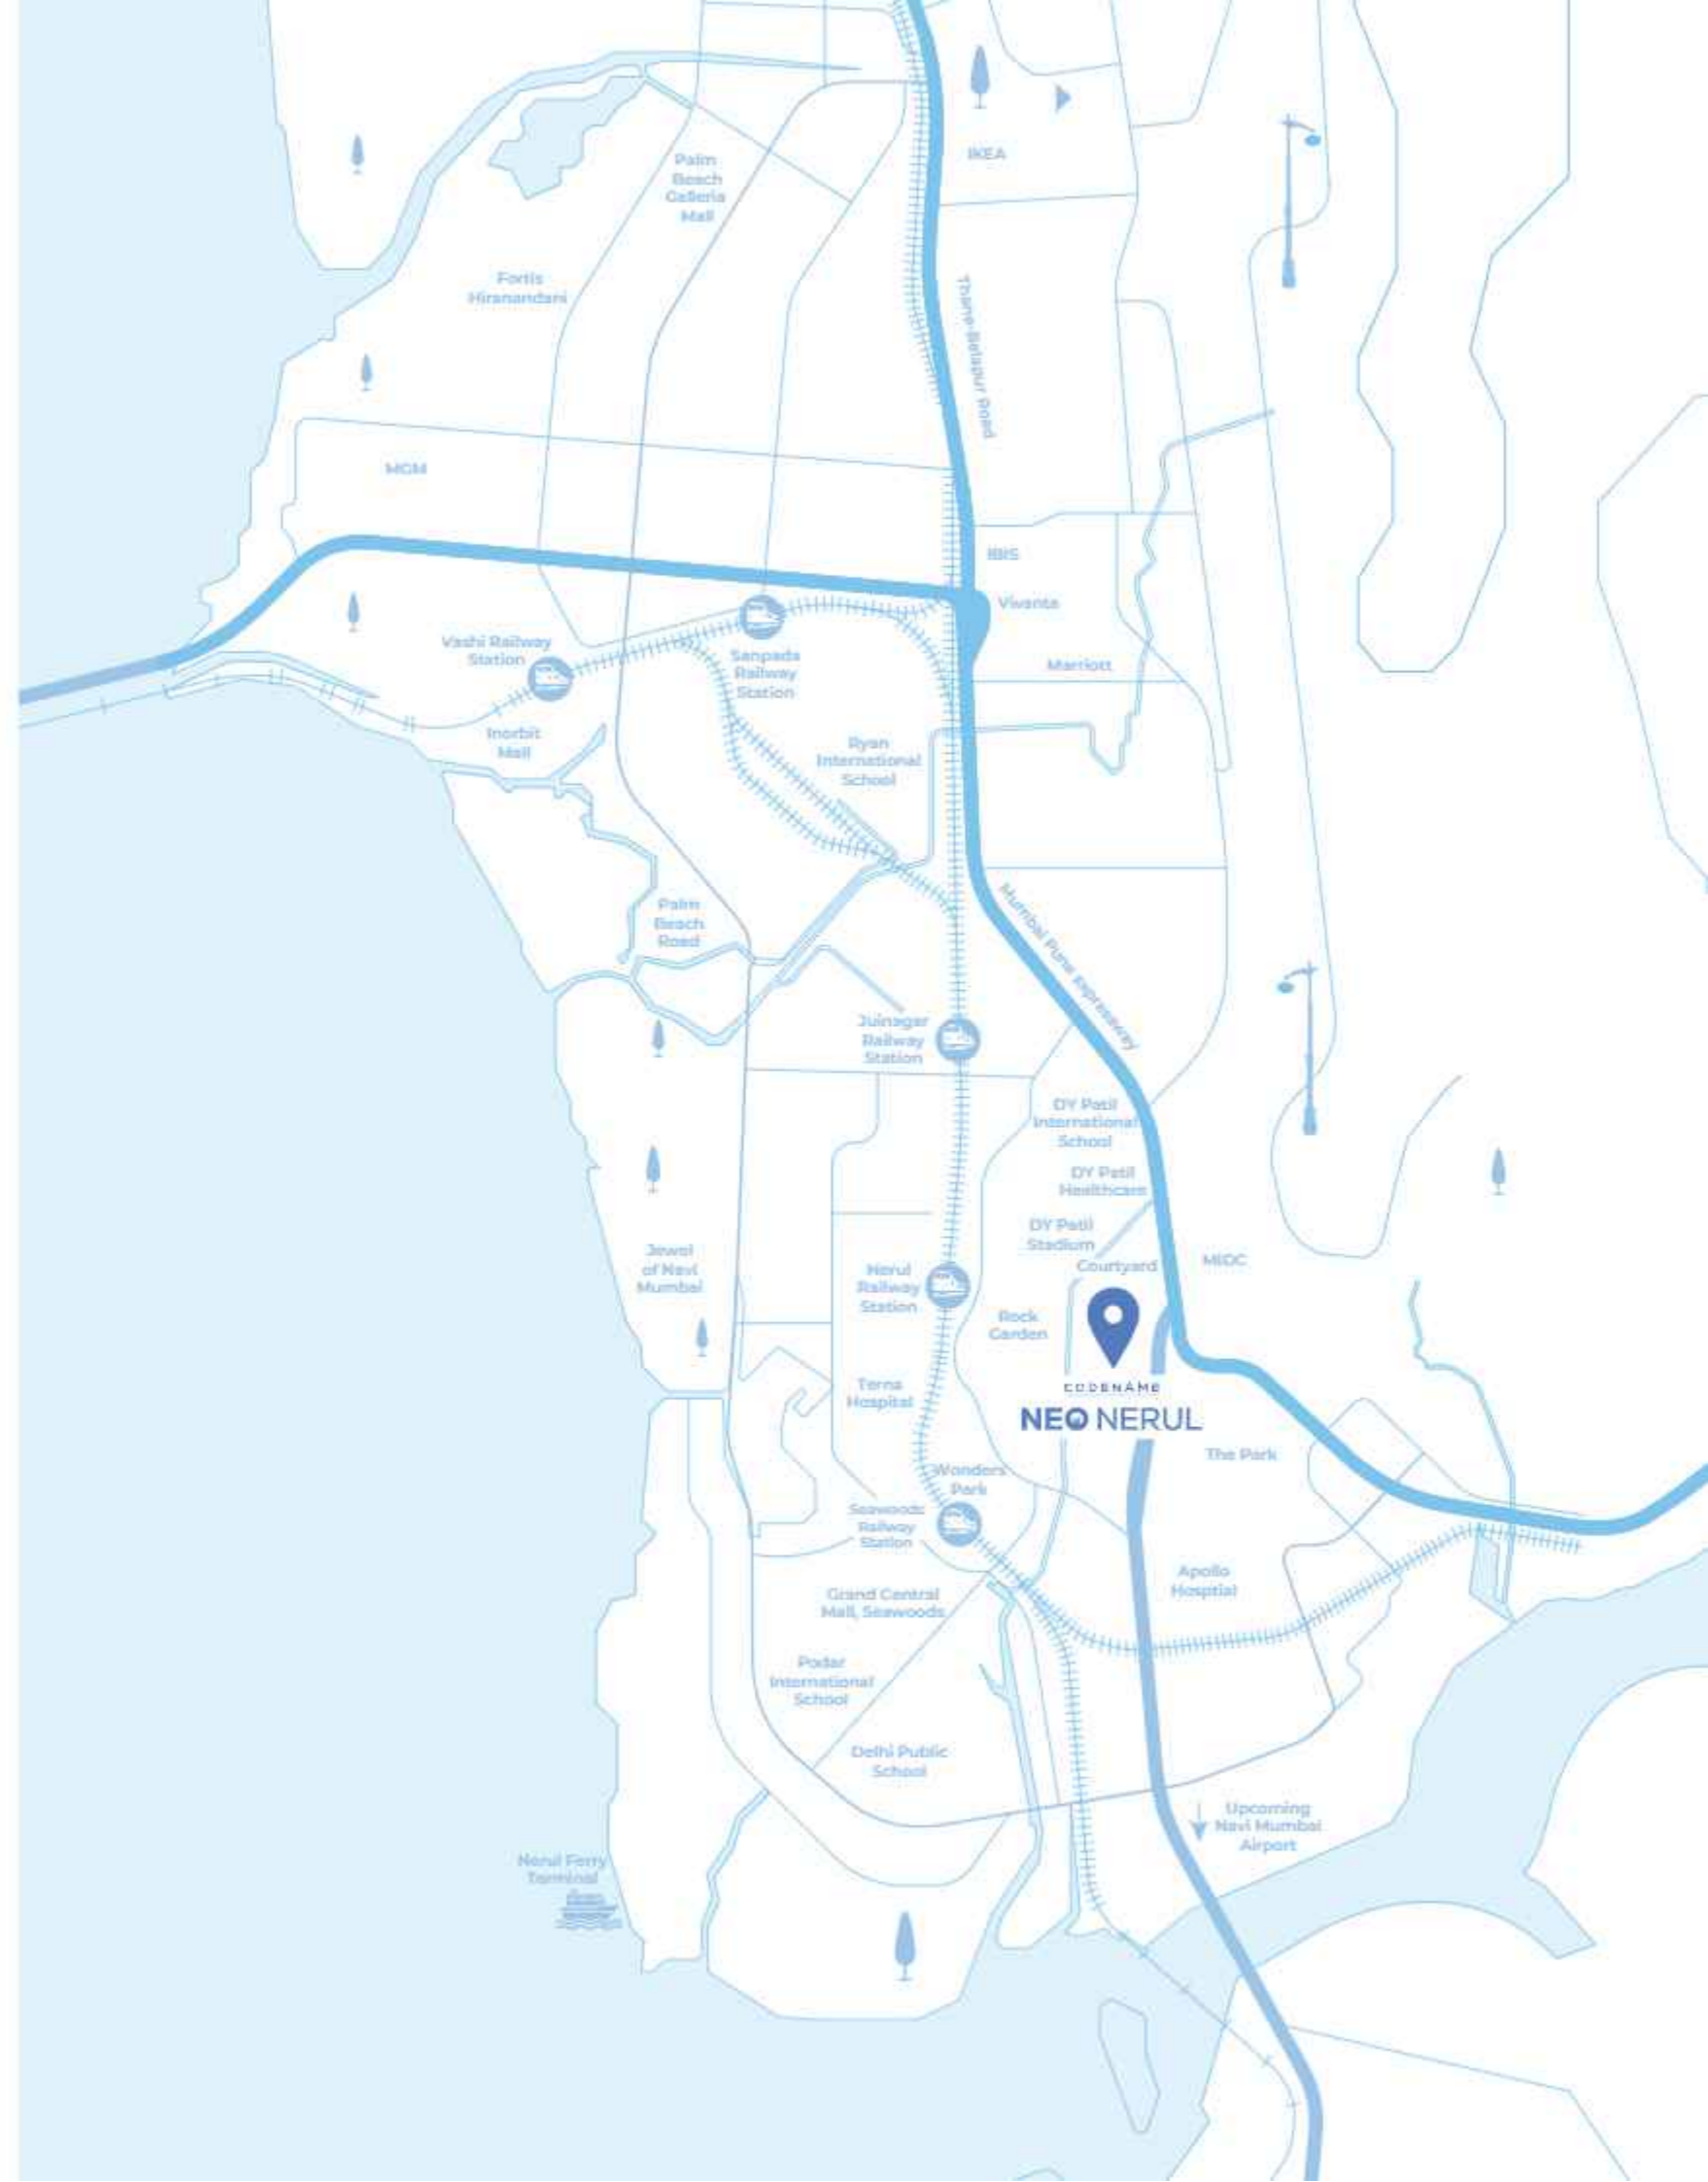 IKEA
Palm
Beach
Galleria
Mall
Fortis
Hiranandani
Thane-Belapur Road
MGM
IBIS
Vivanta
Vashi Railway
Station
Sanpada
Railway
Station
Marriott
Inorbit
Mall
Ryan
International
School
Palm
Beach
Road
Mumbai Pune Expressway
Juinagar
Railway
Station
DY Patil
International
School
DY Patil
Healthcare
DY Patil
Stadium
Courtyard
MIDC
Jewel
of Navi
Mumbai
Nerul
Railway
Station
Rock
Garden
Terna
Hospital
CODENAME
NEO NERUL
The Park
Wonders
Park
Seawoods
Railway
Station
Grand Central
Mall, Seawoods
Apollo
Hosptial
Podar
International
School
Delhi Public
School
Upcoming
Navi Mumbai
Airport
Nerul Ferry
Terminal